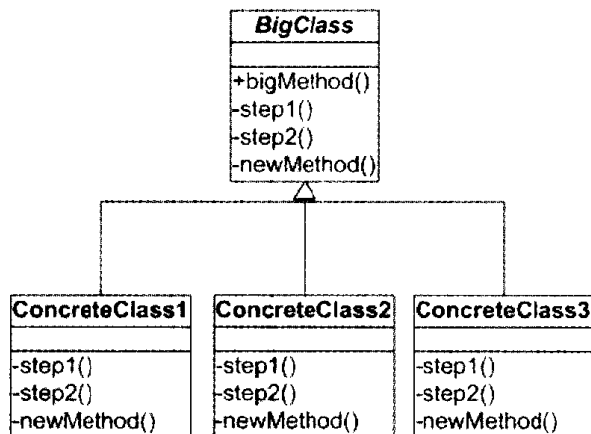 BigClass
+bigMethod()
-step1()
-step2()
-newMethod()
ConcreteClass1
-step1()
-step2()
-newMethod()
ConcreteClass2
-step1()
-step2()
-newMethod()
ConcreteClass3
-step1()
-step2()
-newMethod()